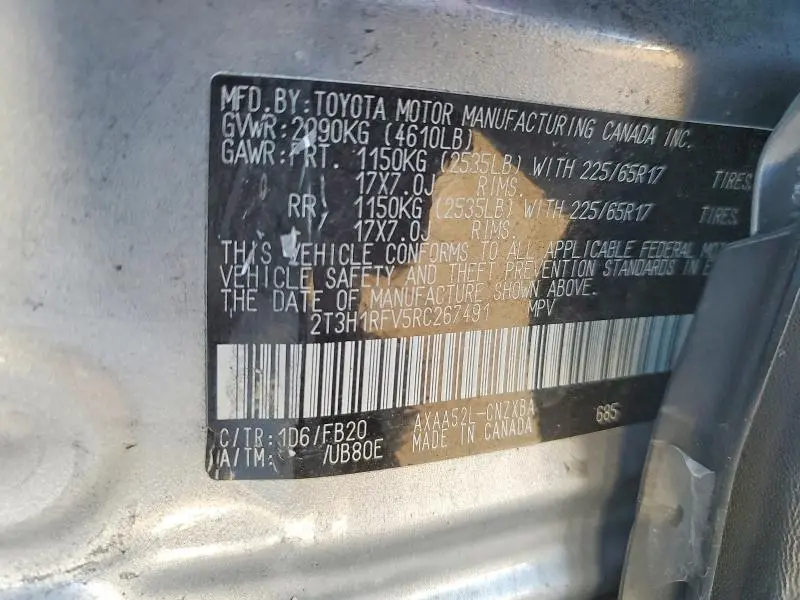 MFD. BY: TOYOTA MOTOR MANUFACTURING CANADA INC.
GVWR: 2090KG (4610LB)
GAWR: FRT. 1150KG (2535LB) WITH 225/65R17 TIRES,
17X7.0J RIMS,
RR, 1150KG (2535LB) WITH 225/65R17 TIRES,
17X7.0J RIMS.
THIS VEHICLE CONFORMS TO ALL APPLICABLE FEDERAL
VEHICLE SAFETY AND THEFT PREVENTION STANDARDS IN
THE DATE OF MANUFACTURE SHOWN ABOVE.
2T3H1RFV5RC267491 MPV
C/TR: 1D6/FB20 AXAA52L-CNZXBA 685
A/TM: /UB80E MADE IN CANADA